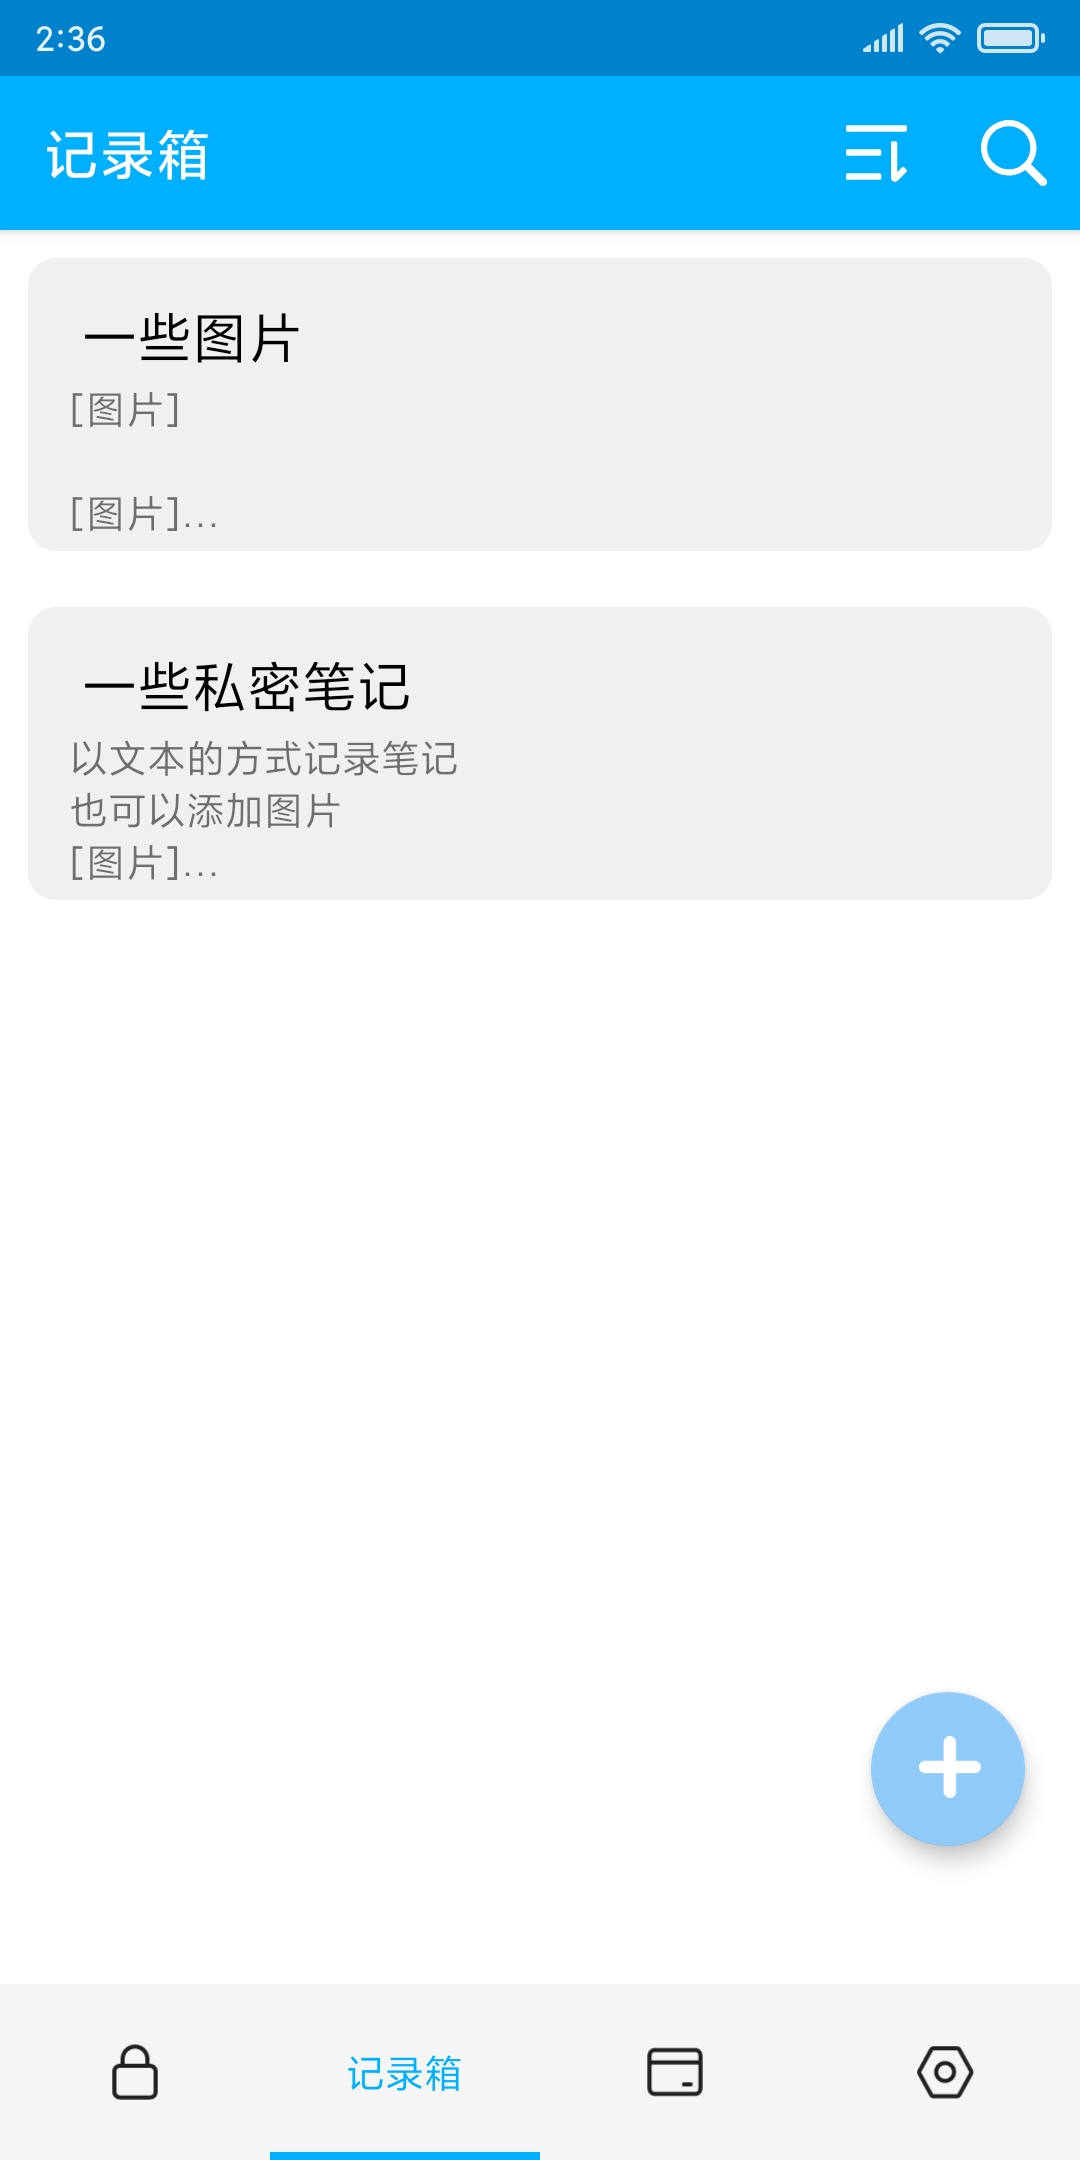 2:36
记录箱
一些图片
[图片]
[图片]...
一些私密笔记
以文本的方式记录笔记
也可以添加图片
[图片]...
记录箱